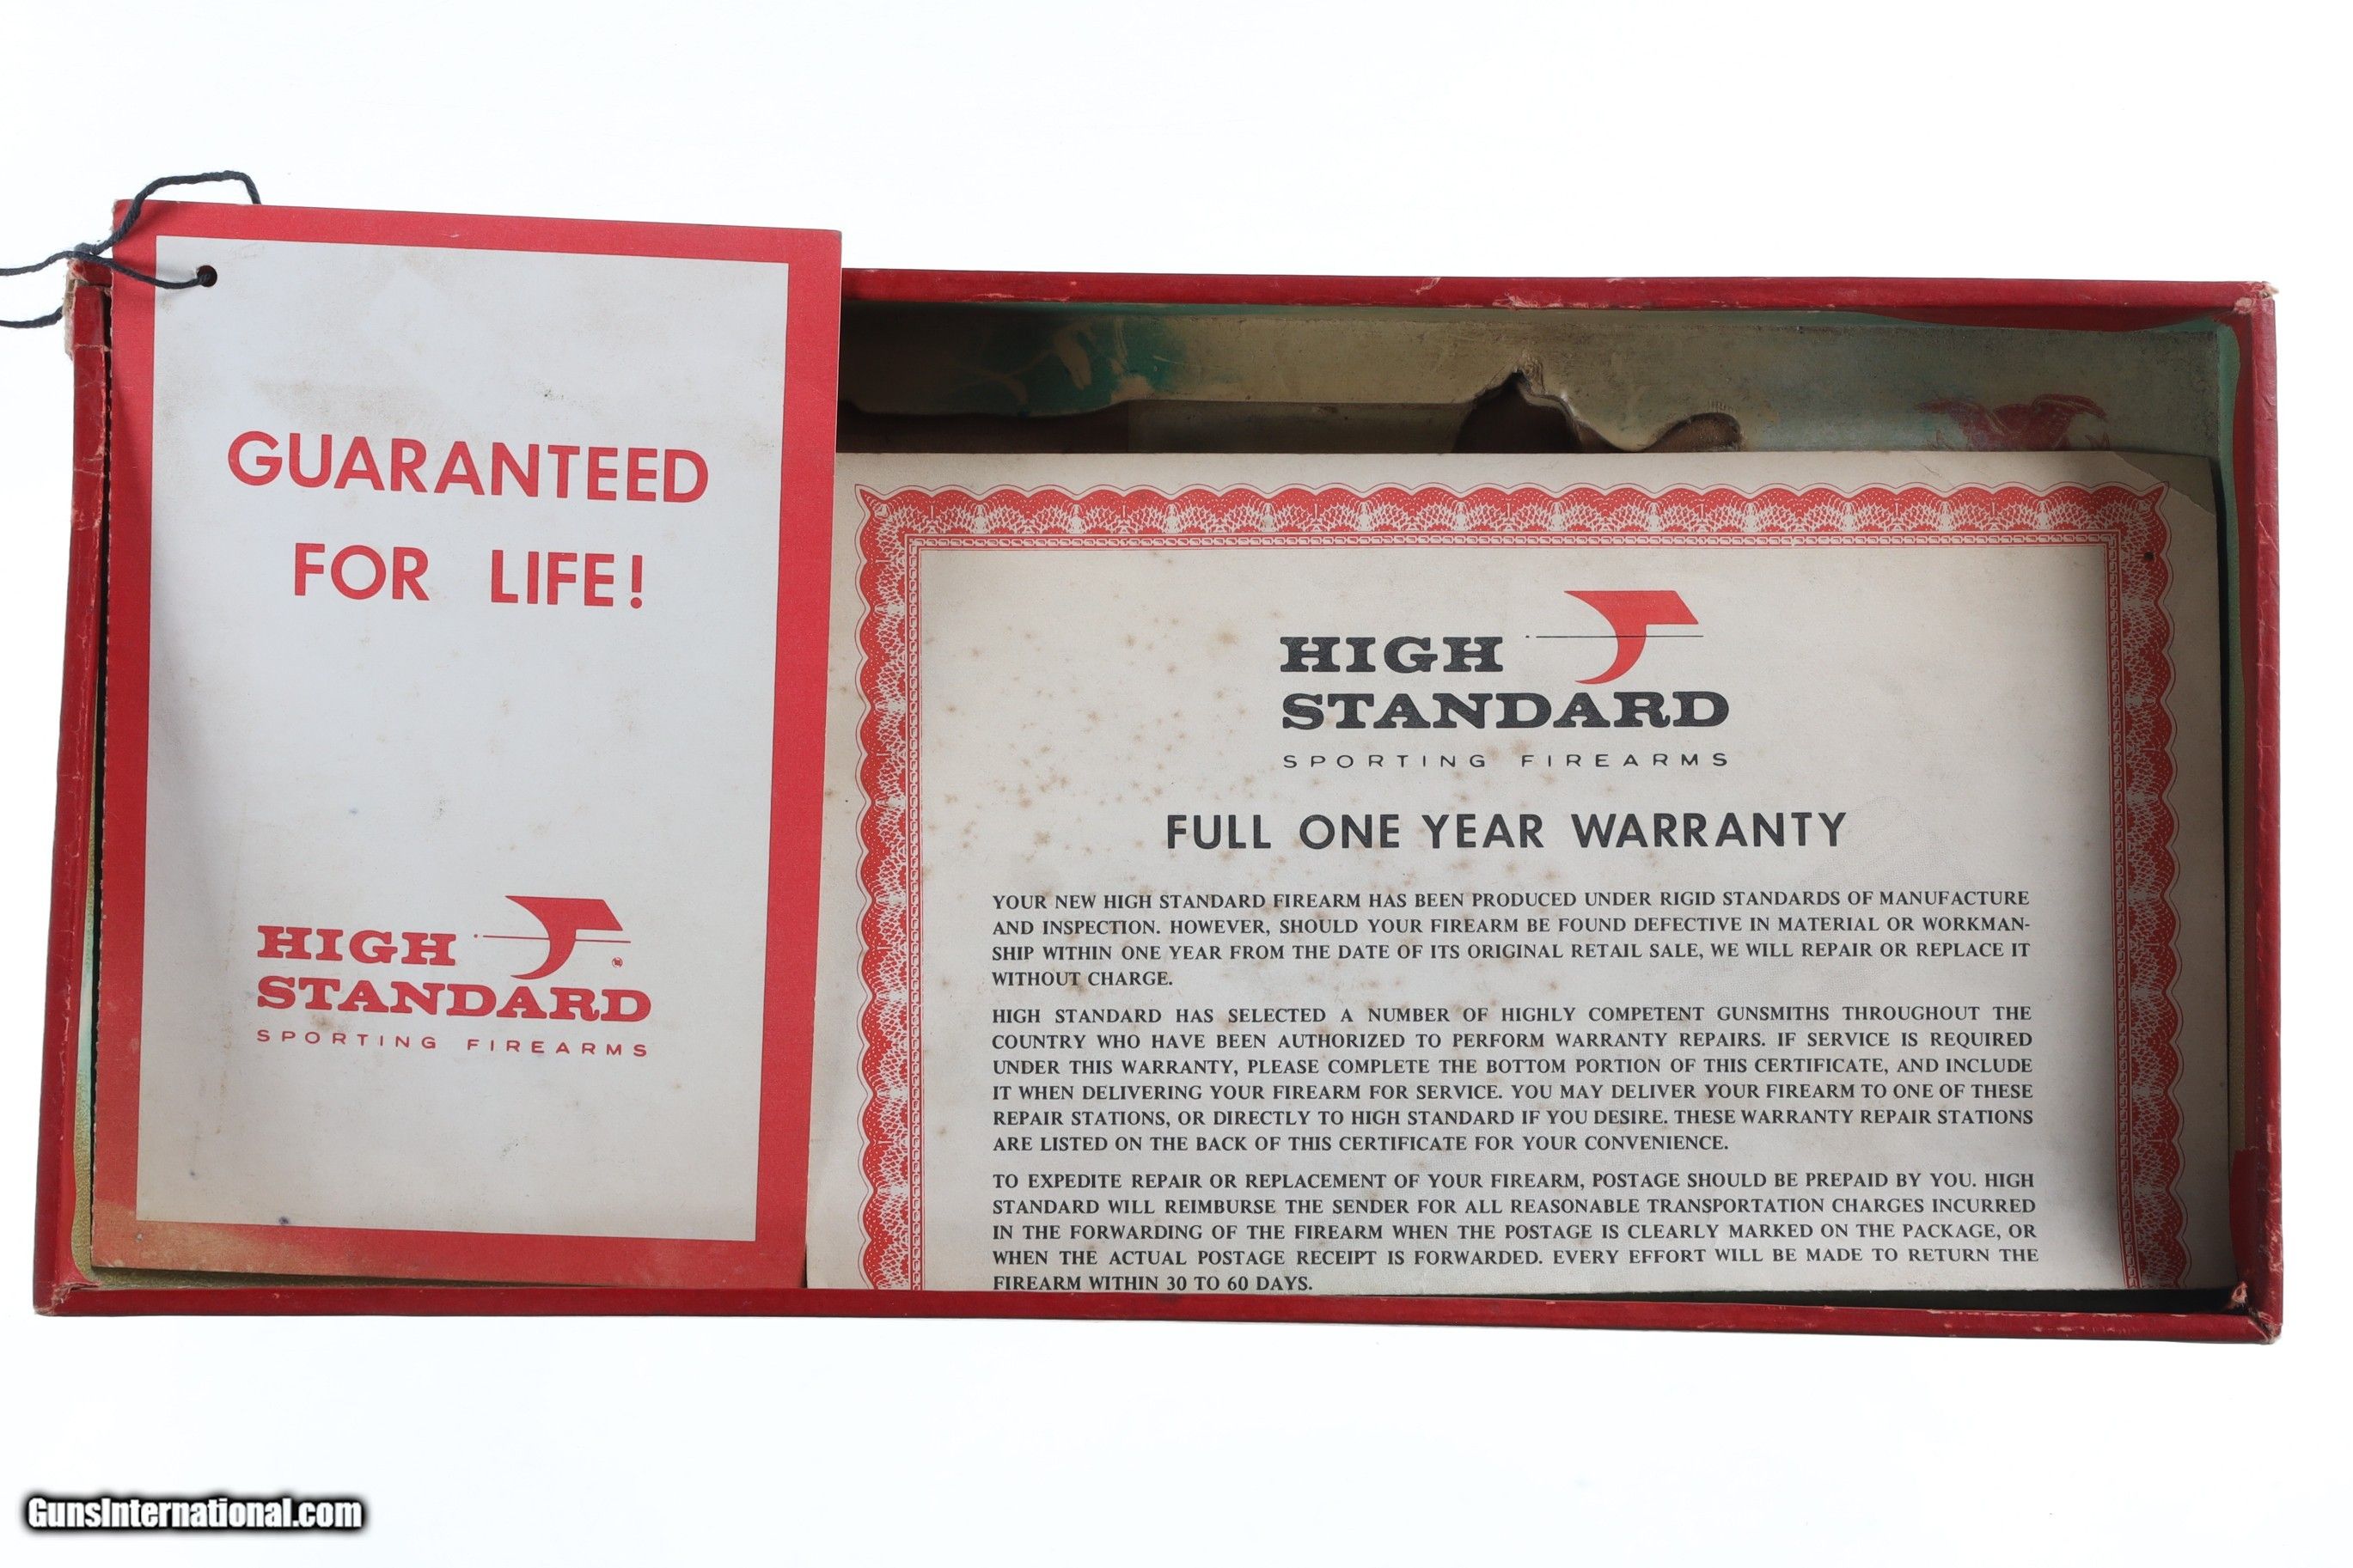 GUARANTEED
FOR LIFE!
HIGH
STANDARD
SPORTING FIREARMS
HIGH
STANDARD
SPORTING FIREARMS
FULL ONE YEAR WARRANTY
YOUR NEW HIGH STANDARD FIREARM HAS BEEN PRODUCED UNDER RIGID STANDARDS OF MANUFACTURE
AND INSPECTION. HOWEVER, SHOULD YOUR FIREARM BE FOUND DEFECTIVE IN MATERIAL OR WORKMAN-
SHIP WITHIN ONE YEAR FROM THE DATE OF ITS ORIGINAL RETAIL SALE, WE WILL REPAIR OR REPLACE IT
WITHOUT CHARGE.
HIGH STANDARD HAS SELECTED A NUMBER OF HIGHLY COMPETENT GUNSMITHS THROUGHOUT THE
COUNTRY WHO HAVE BEEN AUTHORIZED TO PERFORM WARRANTY REPAIRS. IF SERVICE IS REQUIRED
UNDER THIS WARRANTY, PLEASE COMPLETE THE BOTTOM PORTION OF THIS CERTIFICATE, AND INCLUDE
IT WHEN DELIVERING YOUR FIREARM FOR SERVICE. YOU MAY DELIVER YOUR FIREARM TO ONE OF THESE
REPAIR STATIONS, OR DIRECTLY TO HIGH STANDARD IF YOU DESIRE. THESE WARRANTY REPAIR STATIONS
ARE LISTED ON THE BACK OF THIS CERTIFICATE FOR YOUR CONVENIENCE.
TO EXPEDITE REPAIR OR REPLACEMENT OF YOUR FIREARM, POSTAGE SHOULD BE PREPAID BY YOU. HIGH
STANDARD WILL REIMBURSE THE SENDER FOR ALL REASONABLE TRANSPORTATION CHARGES INCURRED
IN THE FORWARDING OF THE FIREARM WHEN THE POSTAGE IS CLEARLY MARKED ON THE PACKAGE, OR
WHEN THE ACTUAL POSTAGE RECEIPT IS FORWARDED. EVERY EFFORT WILL BE MADE TO RETURN THE
FIREARM WITHIN 30 TO 60 DAYS.
GunsInternational.com